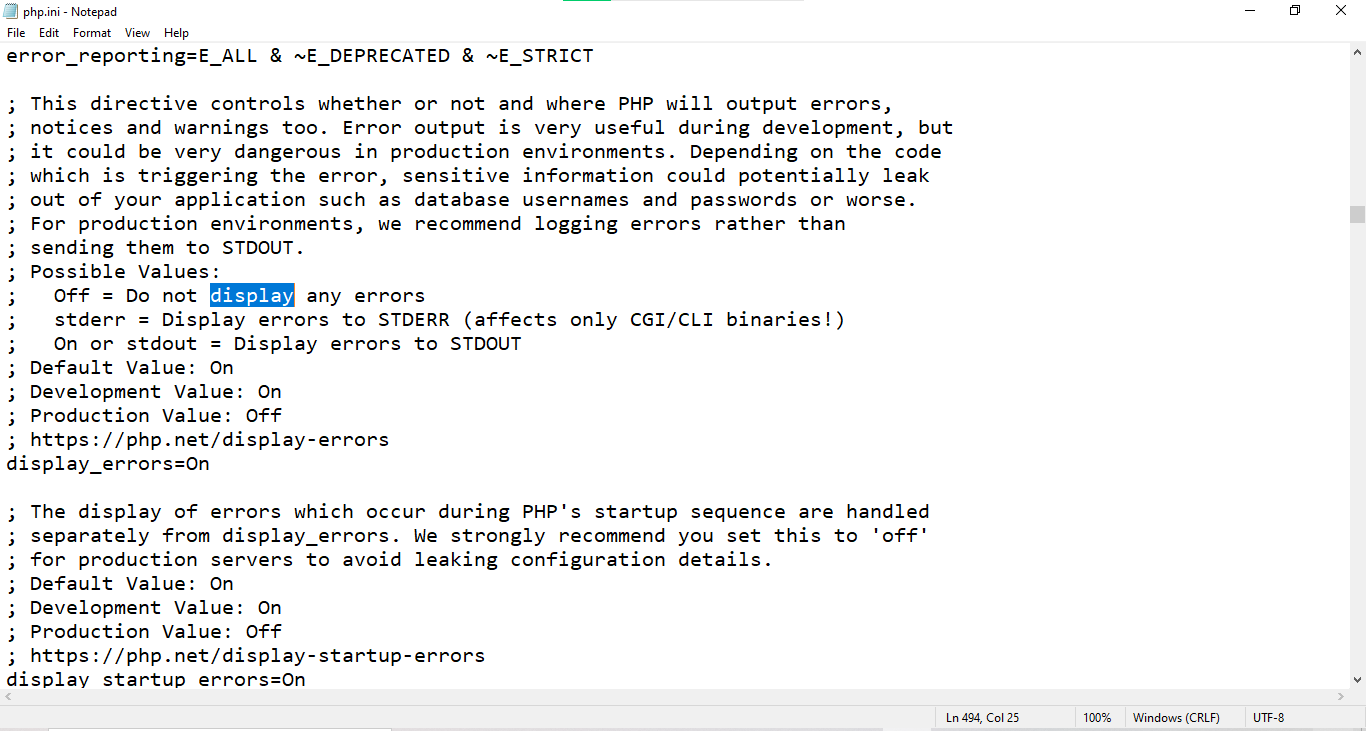 php.ini - Notepad
File Edit Format View Help
error_reporting=E_ALL & ~E_DEPRECATED & ~E_STRICT
; This directive controls whether or not and where PHP will output errors,
; notices and warnings too. Error output is very useful during development, but
; it could be very dangerous in production environments. Depending on the code
; which is triggering the error, sensitive information could potentially leak
; out of your application such as database usernames and passwords or worse.
; For production environments, we recommend logging errors rather than
; sending them to STDOUT.
; Possible Values:
;   Off = Do not display any errors
;   stderr = Display errors to STDERR (affects only CGI/CLI binaries!)
;   On or stdout = Display errors to STDOUT
; Default Value: On
; Development Value: On
; Production Value: Off
; https://php.net/display-errors
display_errors=On
; The display of errors which occur during PHP's startup sequence are handled
; separately from display_errors. We strongly recommend you set this to 'off'
; for production servers to avoid leaking configuration details.
; Default Value: On
; Development Value: On
; Production Value: Off
; https://php.net/display-startup-errors
display_startup_errors=On
Ln 494, Col 25 100% Windows (CRLF) UTF-8